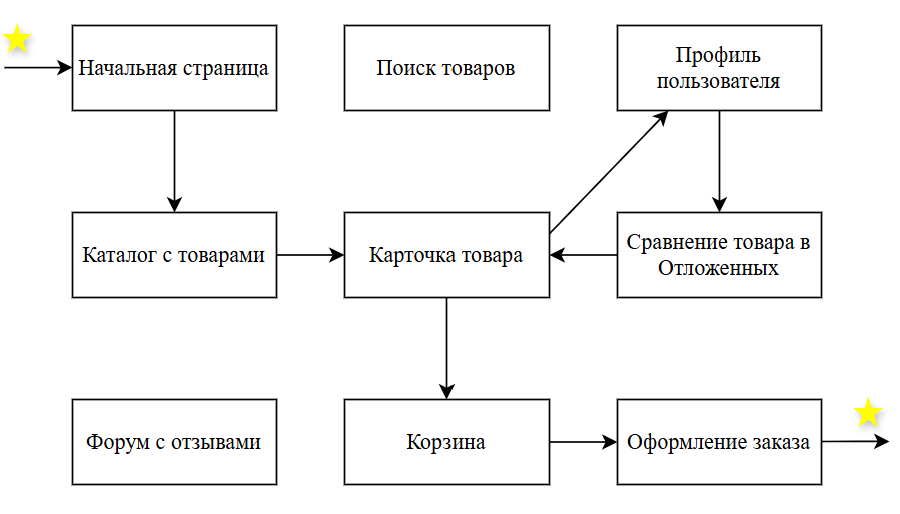 Начальная страница
Поиск товаров
Профиль
пользователя
Каталог с товарами
Карточка товара
Сравнение товара в
Отложенных
Форум с отзывами
Корзина
Оформление заказа